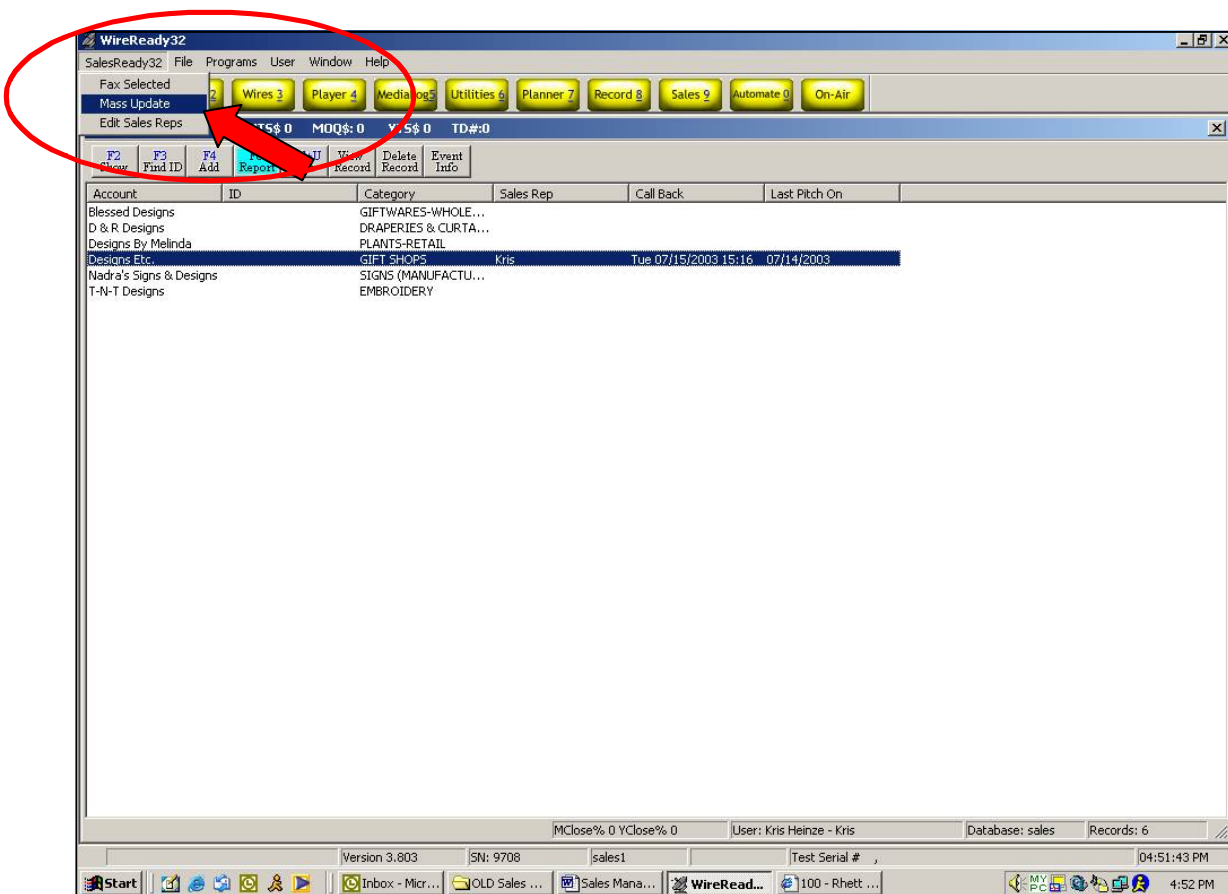 WireReady32
SalesReady32 File Programs User Window Help
Fax Selected
Mass Update
Edit Sales Reps
2 Wires 3 Player 4 Utilities 6 Planner 7 Record 8 Sales 9 Automate 0 On-Air
MOQ$: 0 0 TD#:0
F2 Show F3 Find ID F4 Add Report View Record Delete Record Event Info
Account ID Category Sales Rep Call Back Last Pitch On
Blessed Designs GIFTWARES-WHOLE...
D & R Designs DRAPERIES & CURTA...
Designs By Melinda PLANTS-RETAIL
Designs Etc. GIFT SHOPS Kris Tue 07/15/2003 15:16 07/14/2003
Nadra's Signs & Designs SIGNS (MANUFACTU...
T-N-T Designs EMBROIDERY
MClose% 0 YClose% 0 User: Kris Heinze - Kris Database: sales Records: 6
Version 3.803 SN: 9708 sales1 Test Serial # , 04:51:43 PM
Start Inbox - Micr... OLD Sales ... Sales Mana... WireRead... 100 - Rhett ... MY PC 4:52 PM